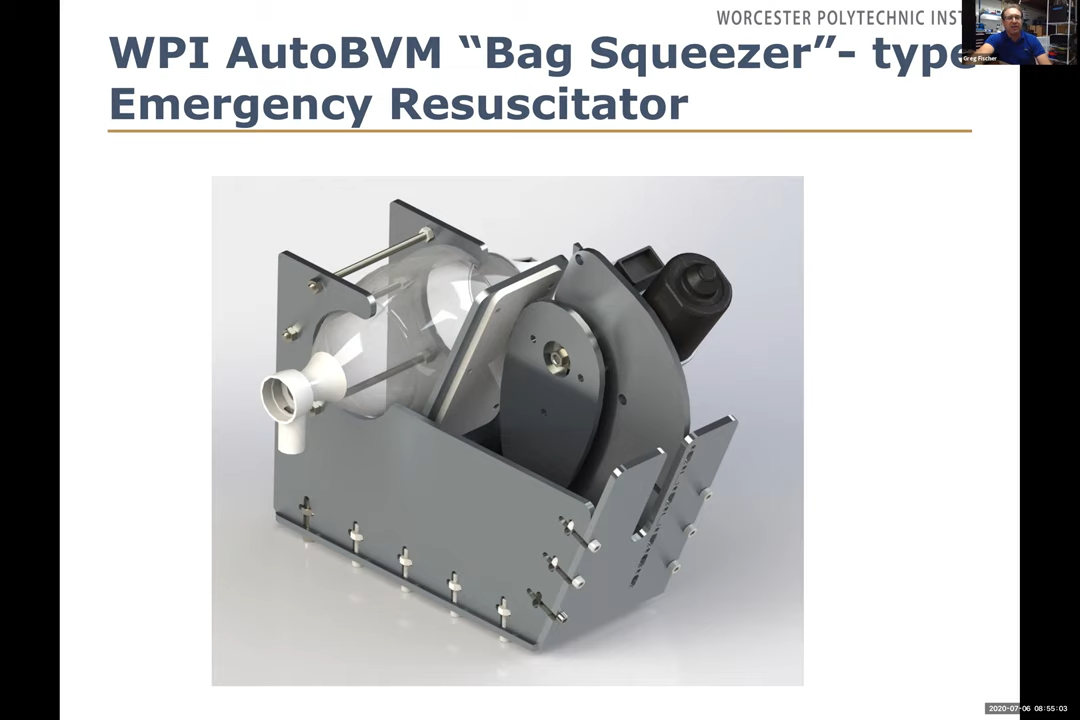 WORCESTER POLYTECHNIC INST
WPI AutoBVM “Bag Squeezer”- type
Emergency Resuscitator
Greg Fischer
2020-07-06 08:55:03